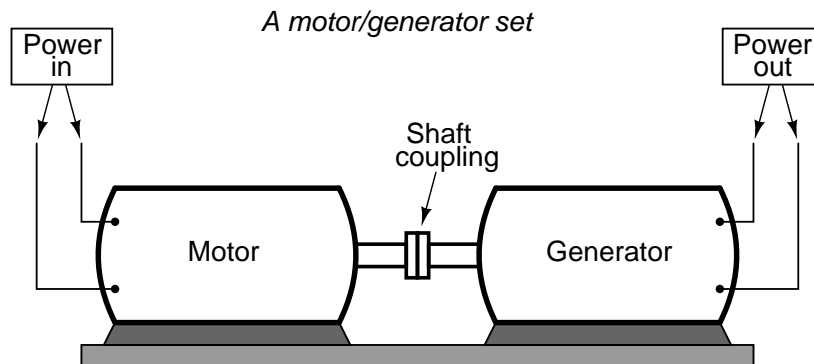 A motor/generator set
Power
in
Power
out
Shaft
coupling
Motor
Generator